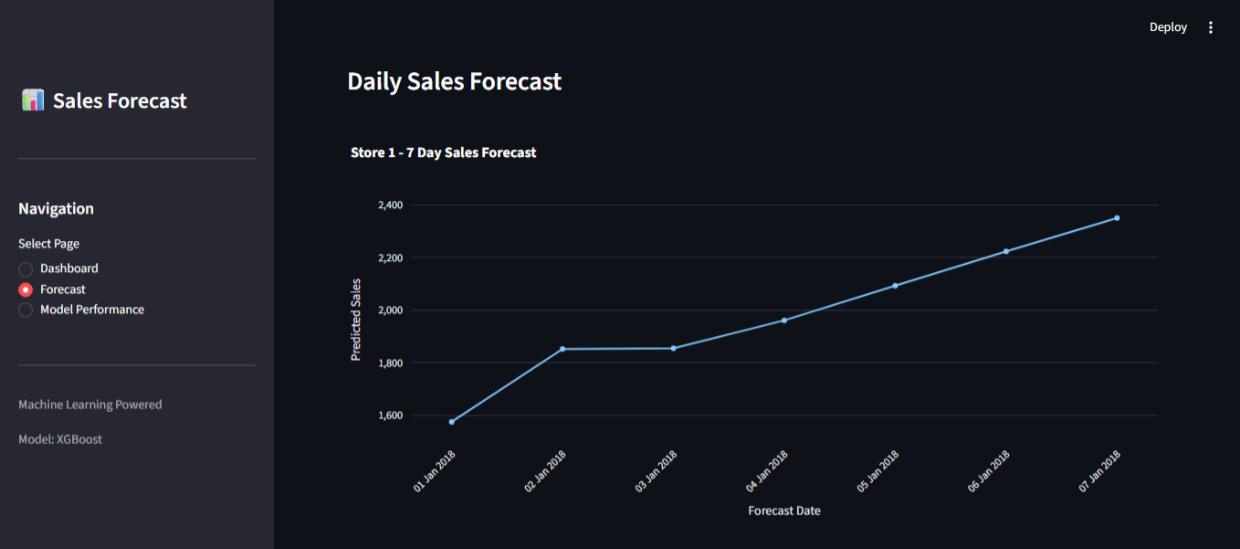 Deploy
Sales Forecast
Navigation
Select Page
Dashboard
Forecast
Model Performance
Machine Learning Powered
Model: XGBoost
Daily Sales Forecast
Store 1 - 7 Day Sales Forecast
Predicted Sales
2,400
2,200
2,000
1,800
1,600
01 Jan 2018
02 Jan 2018
03 Jan 2018
04 Jan 2018
05 Jan 2018
06 Jan 2018
07 Jan 2018
Forecast Date